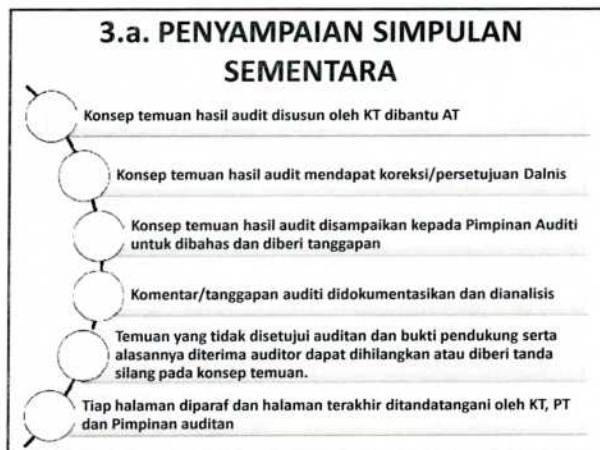 3.a. PENYAMPAIAN SIMPULAN
SEMENTARA
Konsep temuan hasil audit disusun oleh KT dibantu AT
Konsep temuan hasil audit mendapat koreksi/persetujuan Dalnis
Konsep temuan hasil audit disampaikan kepada Pimpinan Auditi
untuk dibahas dan diberi tanggapan
Komentar/tanggapan auditi didokumentasikan dan dianalisis
Temuan yang tidak disetujui auditan dan bukti pendukung serta
alasannya diterima auditor dapat dihilangkan atau diberi tanda
silang pada konsep temuan.
Tiap halaman diparaf dan halaman terakhir ditandatangani oleh KT, PT
dan Pimpinan auditan